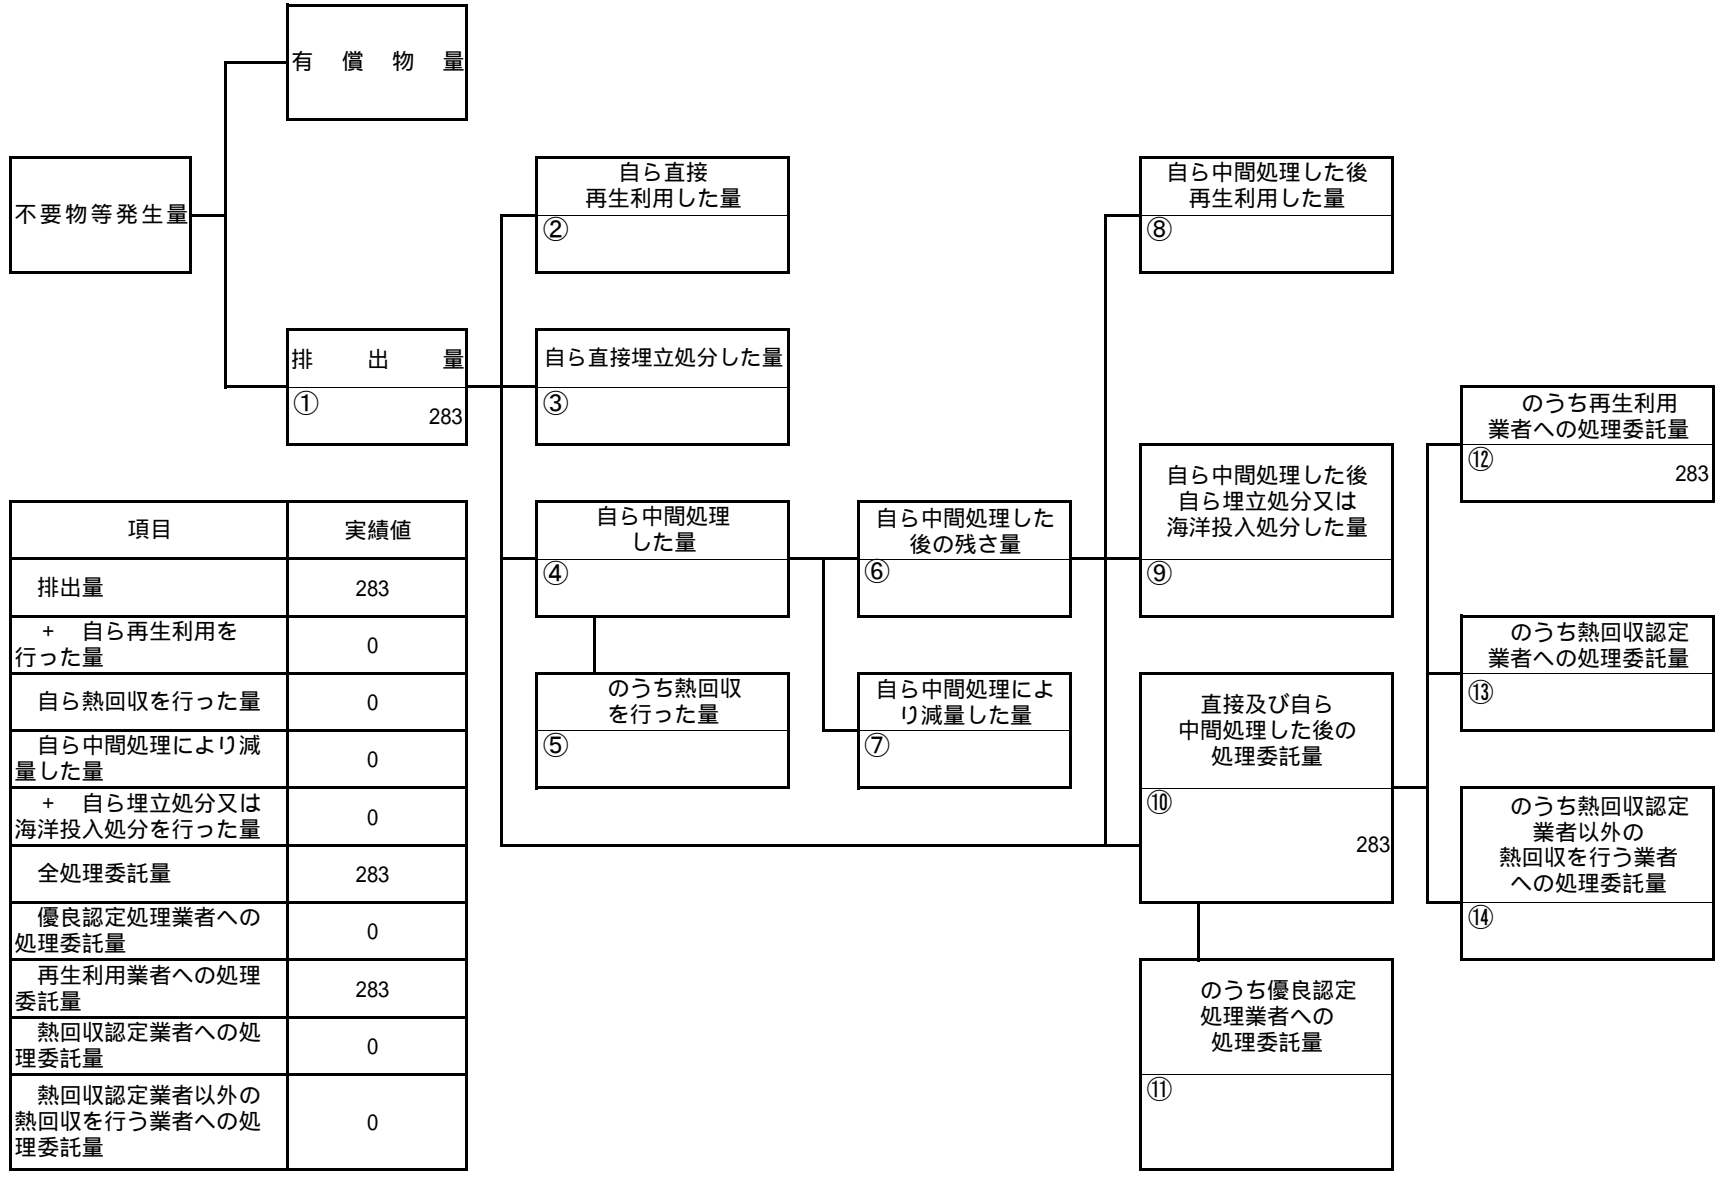 有償物量
不要物等発生量
自ら直接
再生利用した量
②
自ら中間処理した後
再生利用した量
⑧
排出量
①
283
自ら直接埋立処分した量
③
のうち再生利用
業者への処理委託量
⑫
283
自ら中間処理
した量
④
自ら中間処理した
後の残さ量
⑥
自ら中間処理した後
自ら埋立処分又は
海洋投入処分した量
⑨
のうち熱回収認定
業者への処理委託量
⑬
のうち熱回収
を行った量
⑤
自ら中間処理によ
り減量した量
⑦
直接及び自ら
中間処理した後の
処理委託量
⑩
283
のうち熱回収認定
業者以外の
熱回収を行う業者
への処理委託量
⑭
のうち優良認定
処理業者への
処理委託量
⑪
項目 実績値
排出量 283
+ 自ら再生利用を
行った量
0
自ら熱回収を行った量 0
自ら中間処理により減
量した量
0
+ 自ら埋立処分又は
海洋投入処分を行った量
0
全処理委託量 283
優良認定処理業者への
処理委託量
0
再生利用業者への処理
委託量
283
熱回収認定業者への処
理委託量
0
熱回収認定業者以外の
熱回収を行う業者への処
理委託量
0